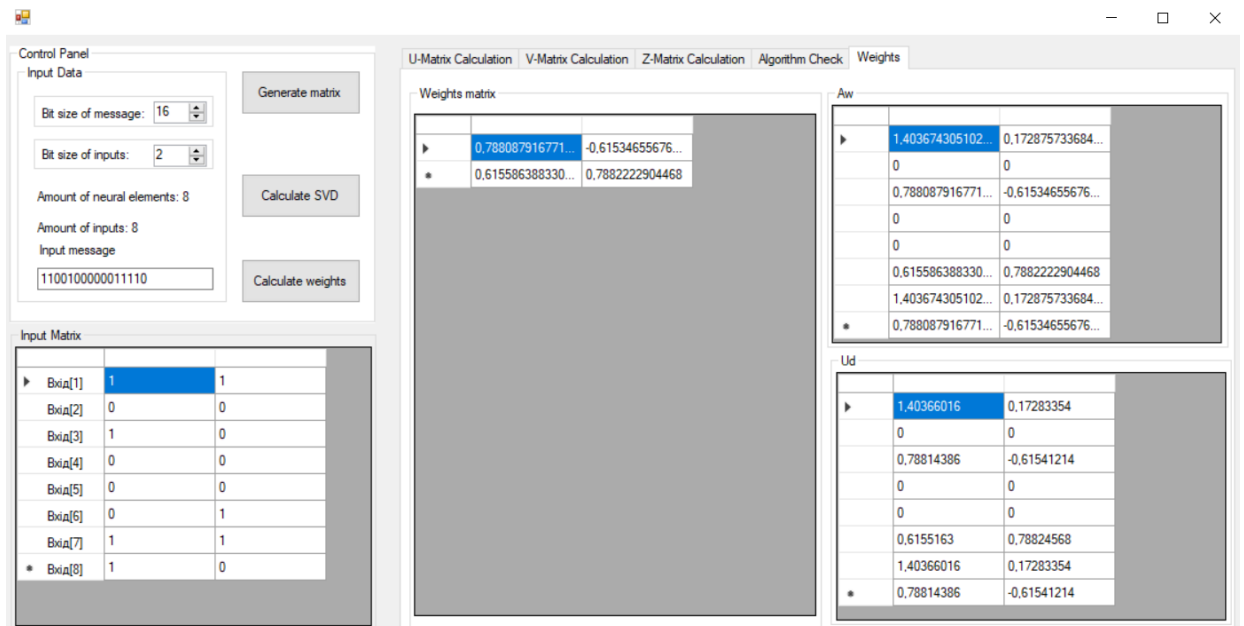 Control Panel
Input Data
Bit size of message: 16
Bit size of inputs: 2
Amount of neural elements: 8
Amount of inputs: 8
Input message
1100100000011110
Generate matrix
Calculate SVD
Calculate weights
Input Matrix
Вхід[1] 1 1
Вхід[2] 0 0
Вхід[3] 1 0
Вхід[4] 0 0
Вхід[5] 0 0
Вхід[6] 0 1
Вхід[7] 1 1
Вхід[8] 1 0
U-Matrix Calculation V-Matrix Calculation Z-Matrix Calculation Algorithm Check Weights
Weights matrix
0,788087916771... -0,61534655676...
0,615586388330... 0,7882222904468
Aw
1,403674305102... 0,172875733684...
0 0
0,788087916771... -0,61534655676...
0 0
0 0
0,615586388330... 0,7882222904468
1,403674305102... 0,172875733684...
0,788087916771... -0,61534655676...
Ud
1,40366016 0,17283354
0 0
0,78814386 -0,61541214
0 0
0 0
0,6155163 0,78824568
1,40366016 0,17283354
0,78814386 -0,61541214